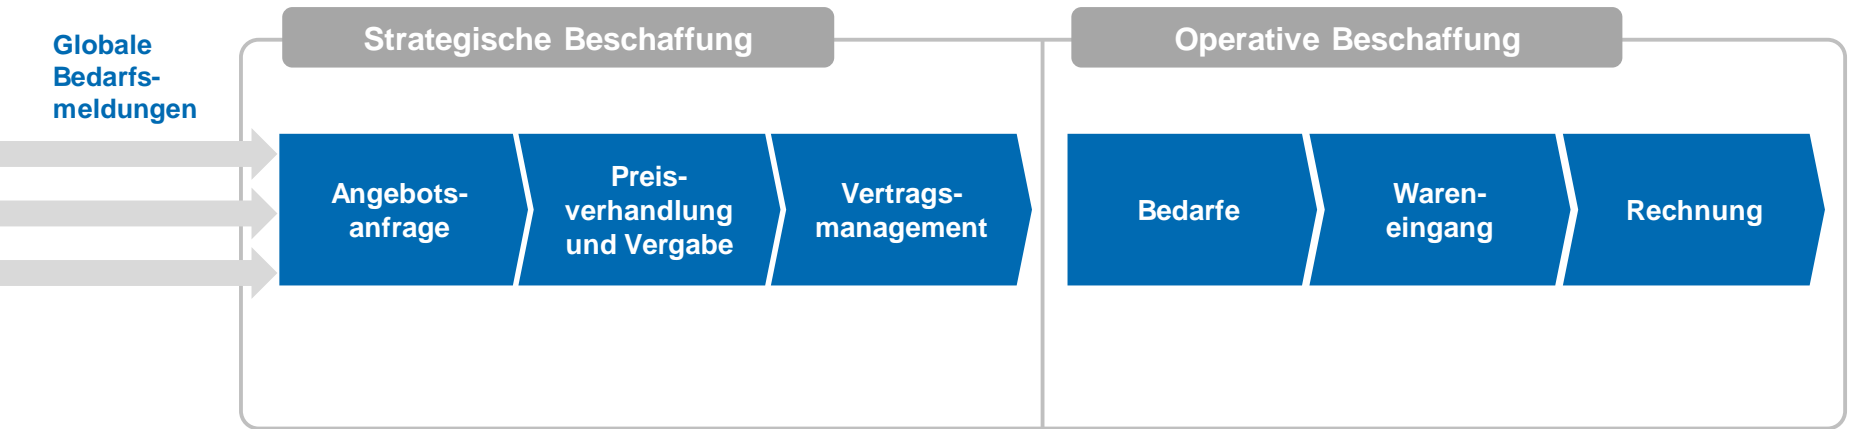 Globale
Bedarfs-
meldungen
Strategische Beschaffung
Angebots-
anfrage
Preis-
verhandlung
und Vergabe
Vertrags-
management
Operative Beschaffung
Bedarfe
Waren-
eingang
Rechnung